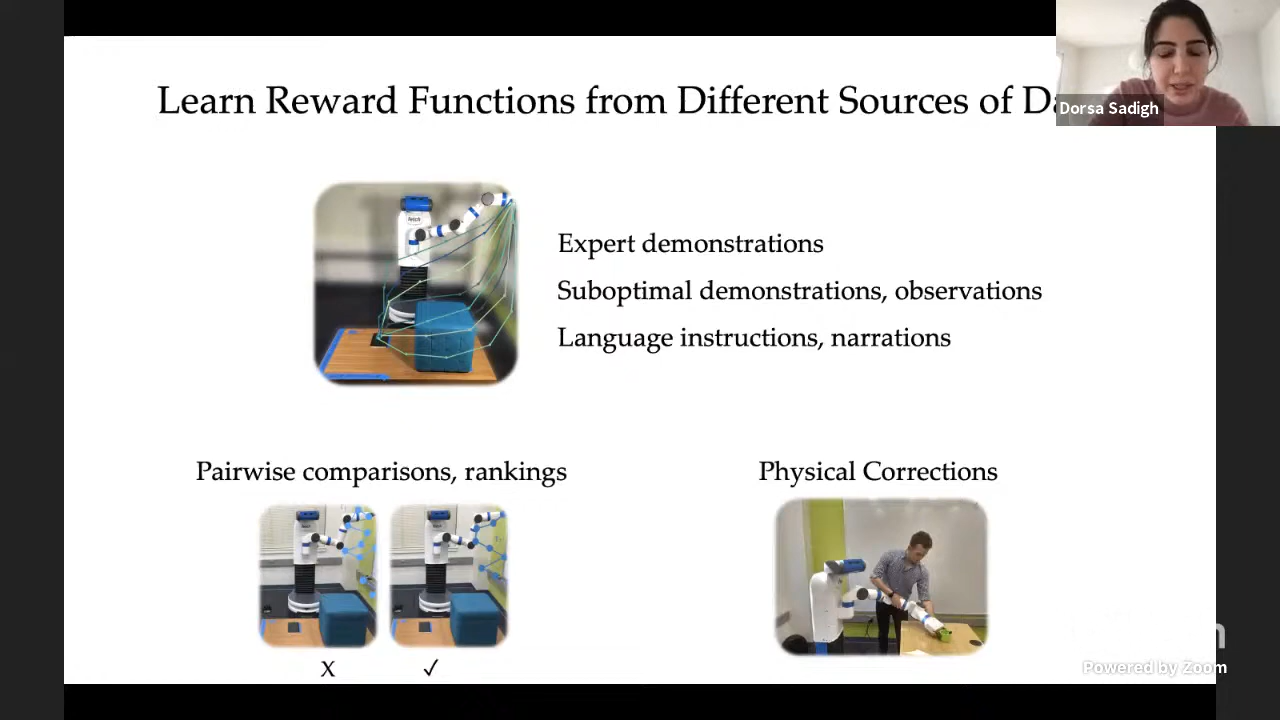 Learn Reward Functions from Different Sources of Da
Dorsa Sadigh
Expert demonstrations
Suboptimal demonstrations, observations
Language instructions, narrations
Pairwise comparisons, rankings
Physical Corrections
X ✓
Powered by Zoom